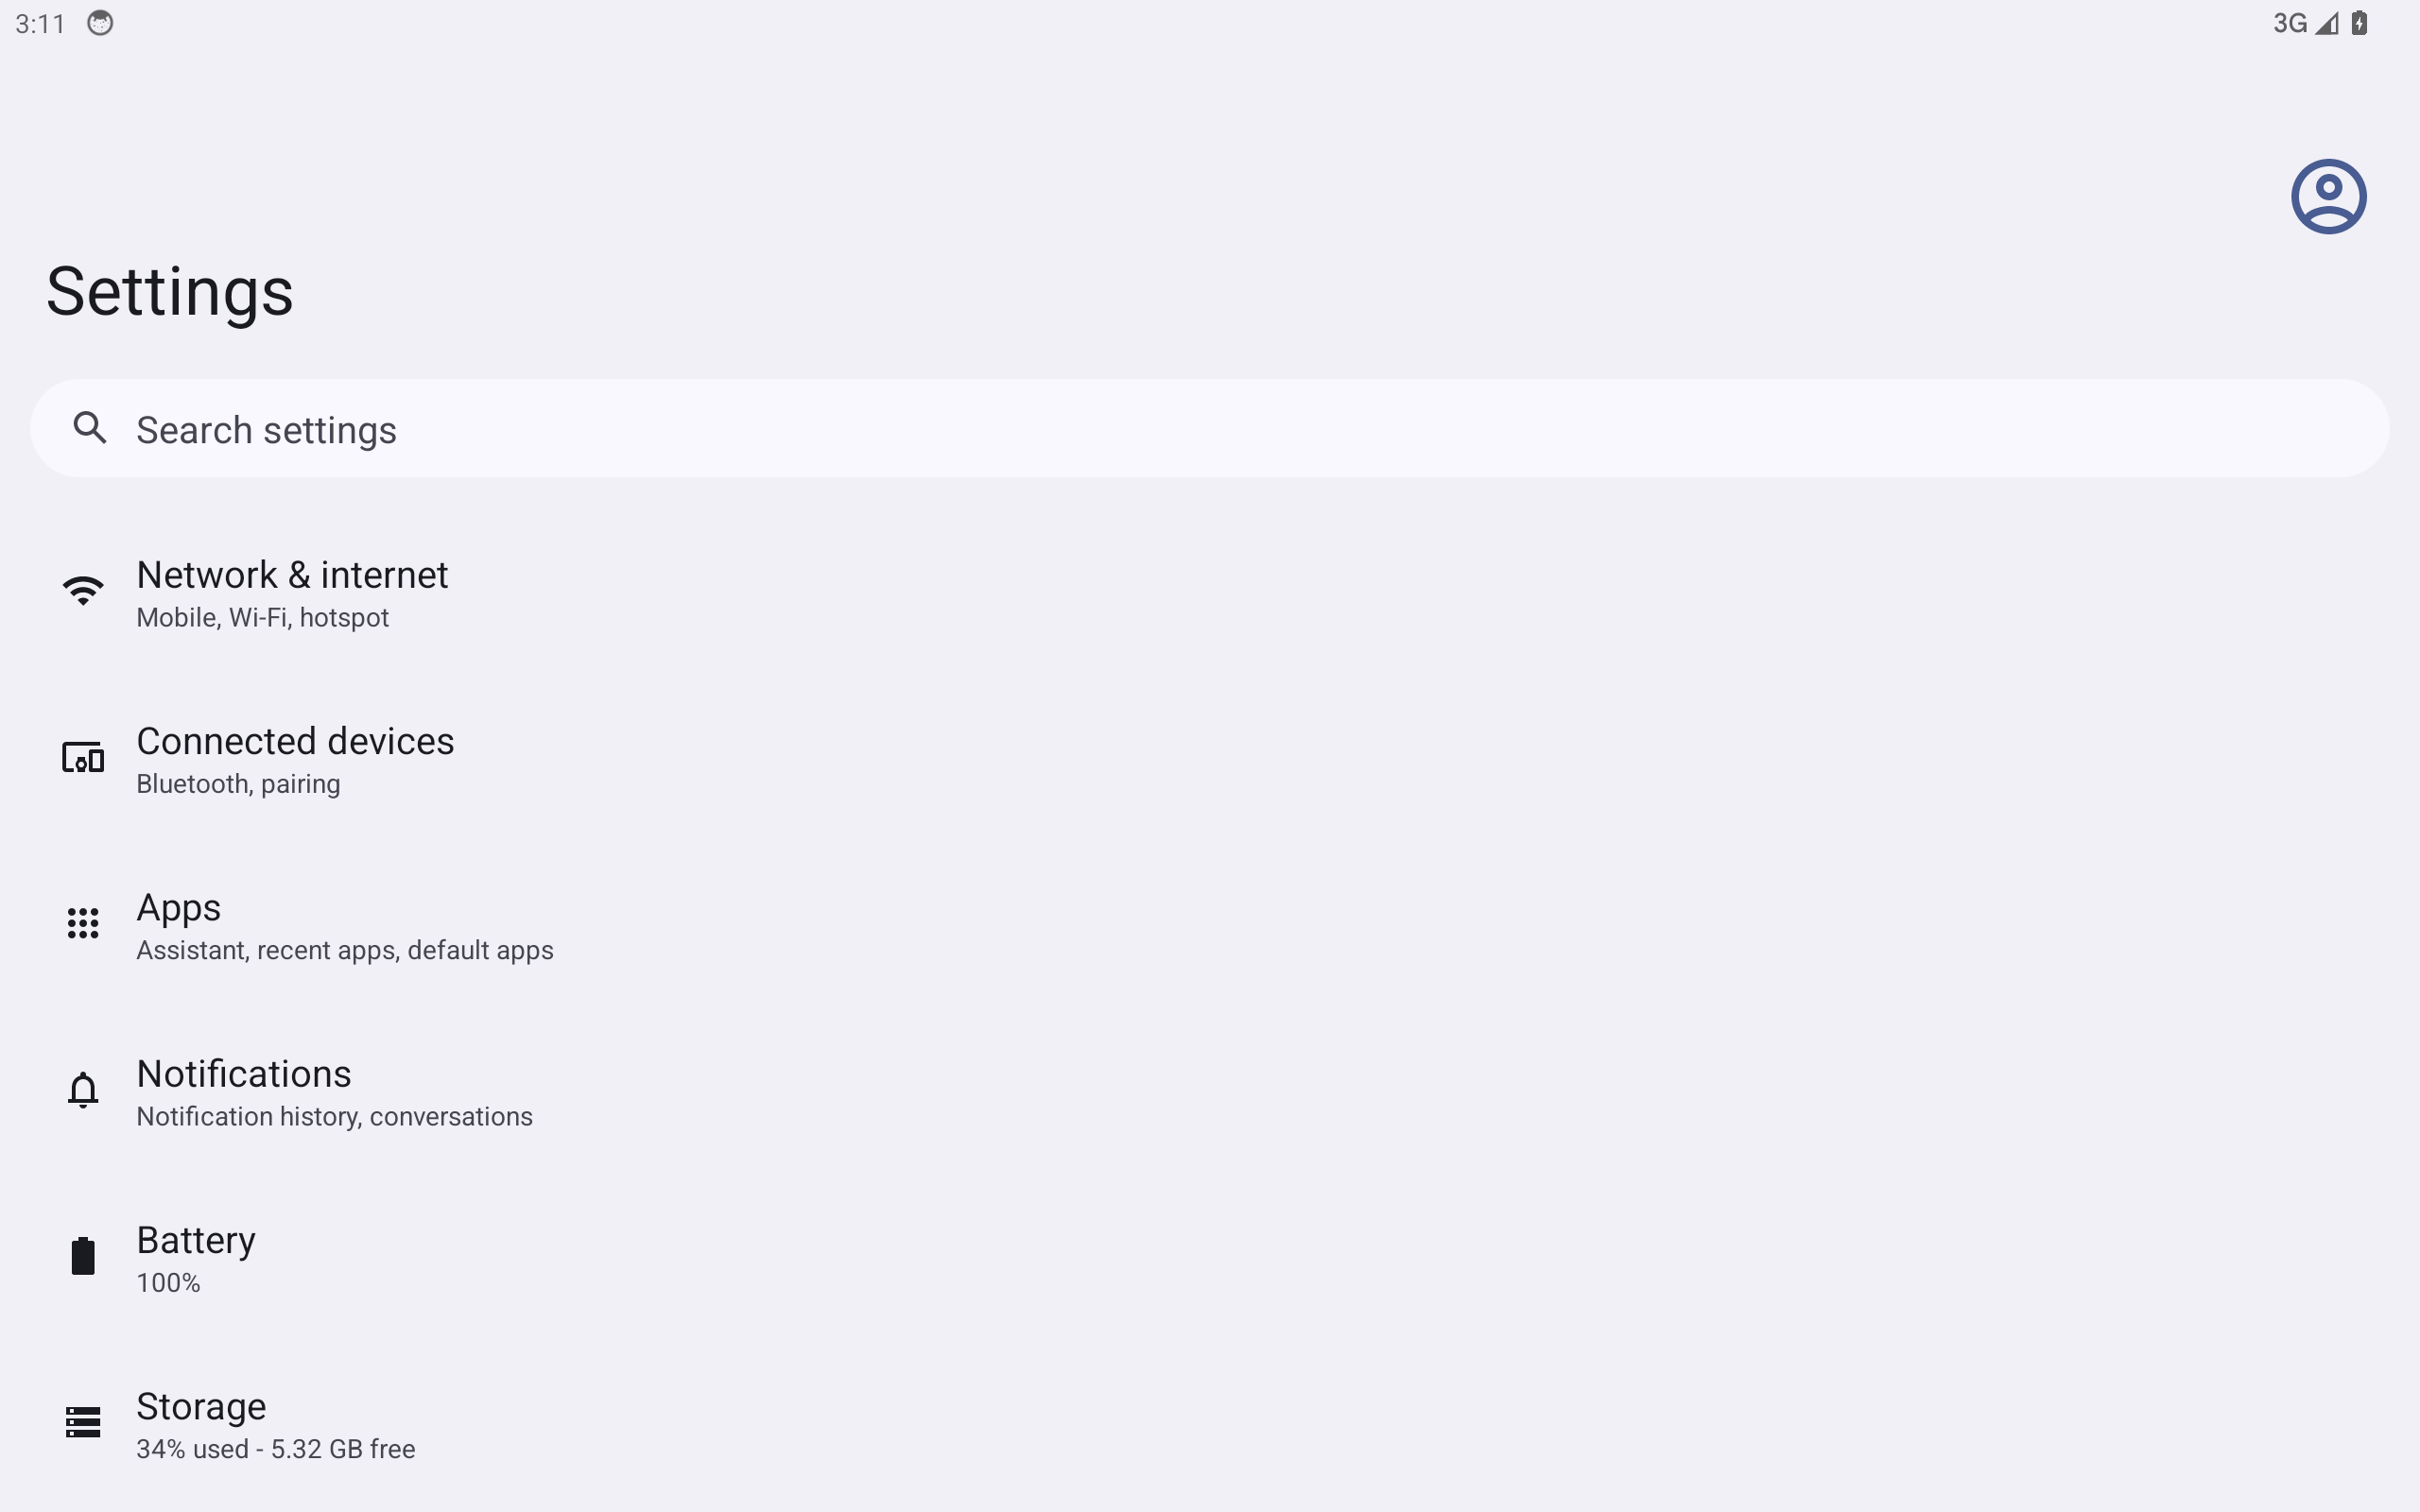 3:11
3G
Settings
Search settings
Network & internet
Mobile, Wi-Fi, hotspot
Connected devices
Bluetooth, pairing
Apps
Assistant, recent apps, default apps
Notifications
Notification history, conversations
Battery
100%
Storage
34% used - 5.32 GB free